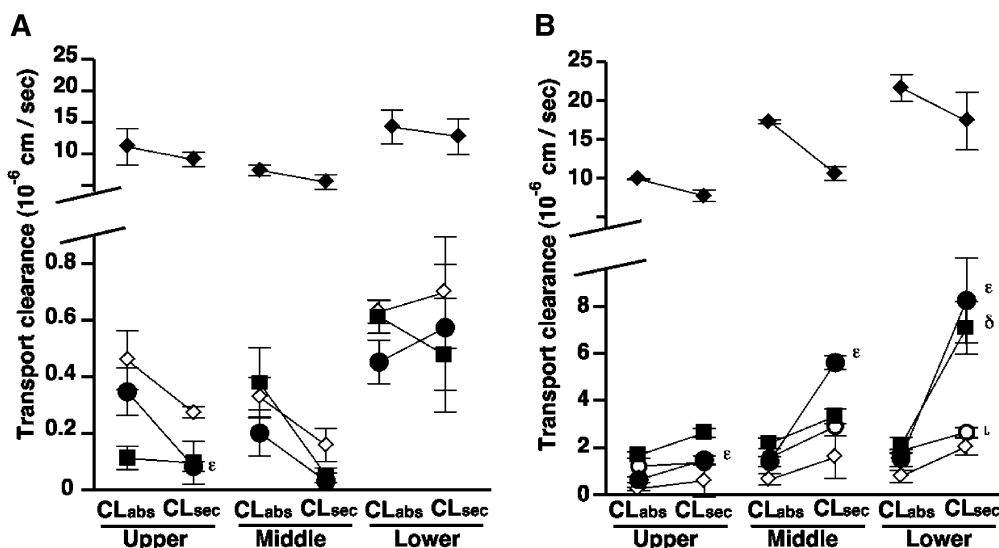 A
Transport clearance (10-6 cm / sec)
25
20
15
10
5
0.8
0.6
0.4
0.2
0
ε
CLabs CLsec CLabs CLsec CLabs CLsec
Upper Middle Lower
B
Transport clearance (10-6 cm / sec)
25
20
15
10
5
8
6
4
2
0
ε
ε
ε
δ
ι
CLabs CLsec CLabs CLsec CLabs CLsec
Upper Middle Lower